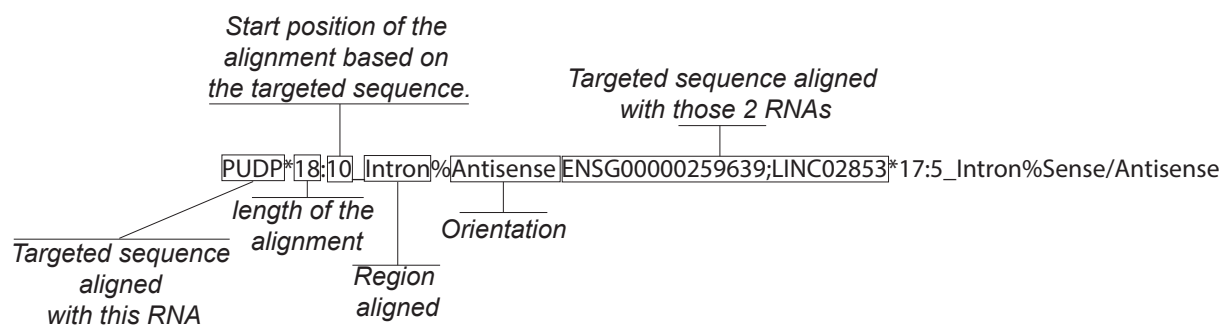 Start position of the
alignment based on
the targeted sequence.
Targeted sequence aligned
with those 2 RNAs
PUDP*18:10_Intron%Antisense ENSG00000259639;LINC02853*17:5_Intron%Sense/Antisense
length of the
alignment
Orientation
Targeted sequence
aligned
with this RNA
Region
aligned